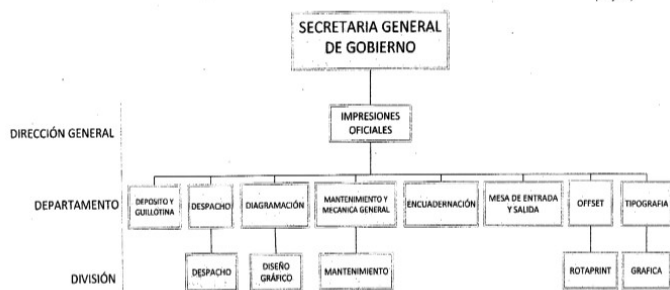 SECRETARIA GENERAL
DE GOBIERNO
IMPRESIONES
OFICIALES
DIRECCIÓN GENERAL
DEPARTAMENTO
DEPOSITO Y
GUILLOTINA
DESPACHO
DIAGRAMACIÓN
MANTENIMIENTO Y
MECANICA GENERAL
ENCUADERNACIÓN
MESA DE ENTRADA
Y SALIDA
OFFSET
TIPOGRAFIA
DIVISIÓN
DESPACHO
DISEÑO
GRÁFICO
MANTENIMIENTO
ROTAPRINT
GRAFICA